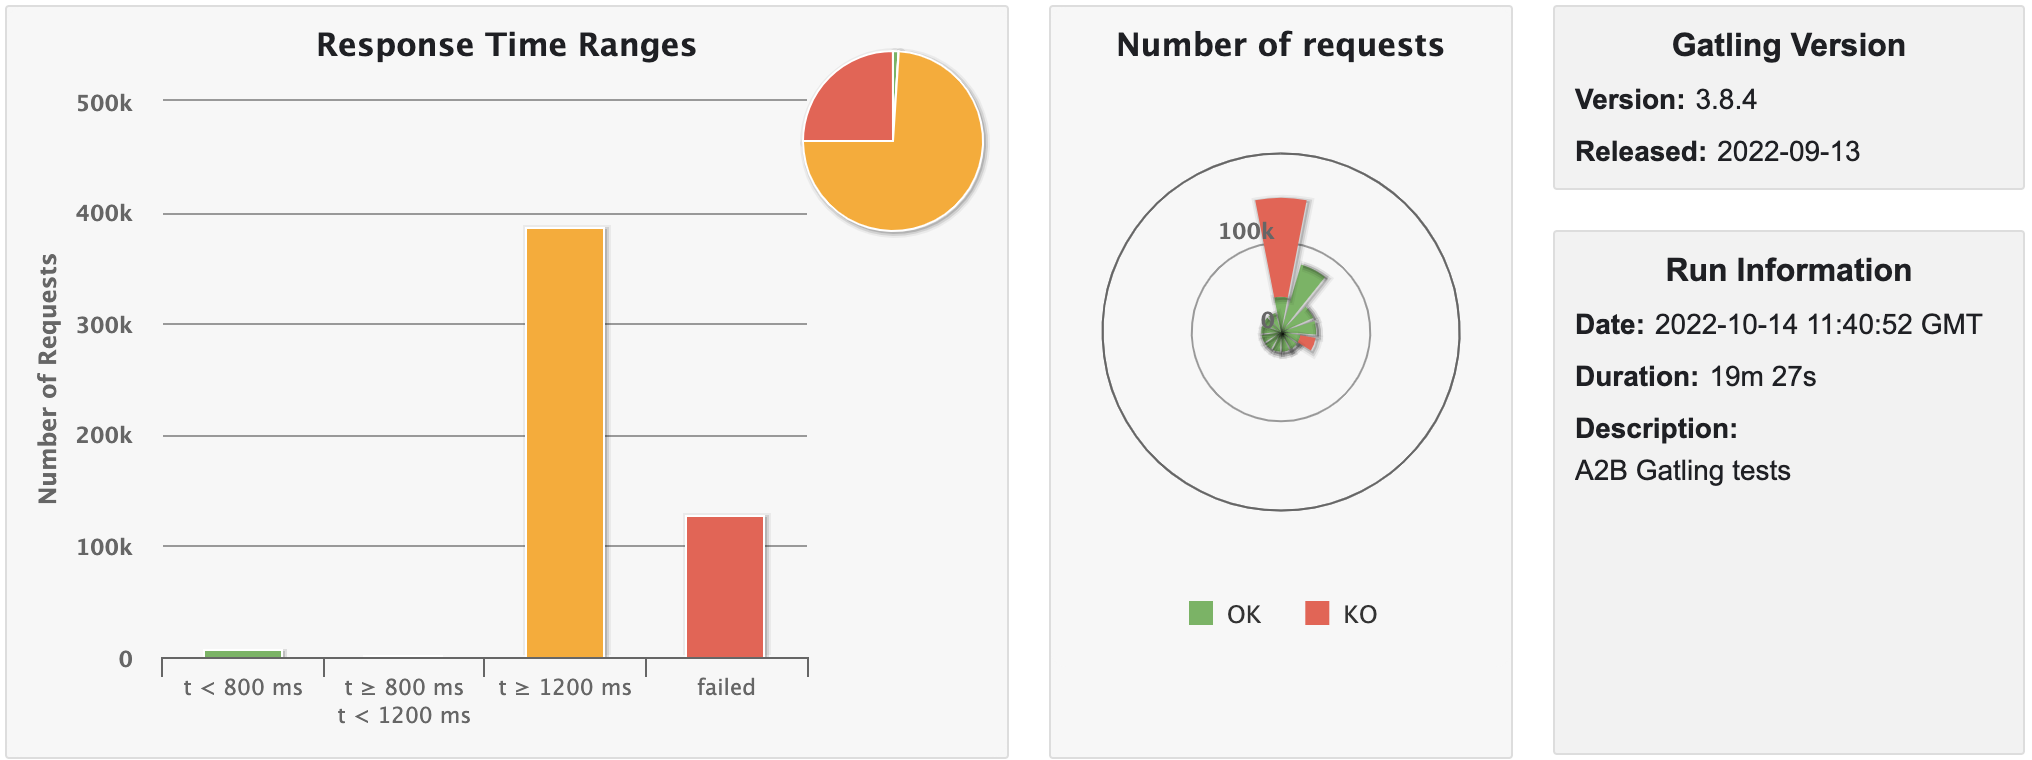 Response Time Ranges
Number of Requests
500k
400k
300k
200k
100k
0
t < 800 ms
t ≥ 800 ms
t < 1200 ms
t ≥ 1200 ms
failed
Number of requests
100k
0
OK
KO
Gatling Version
Version: 3.8.4
Released: 2022-09-13
Run Information
Date: 2022-10-14 11:40:52 GMT
Duration: 19m 27s
Description:
A2B Gatling tests